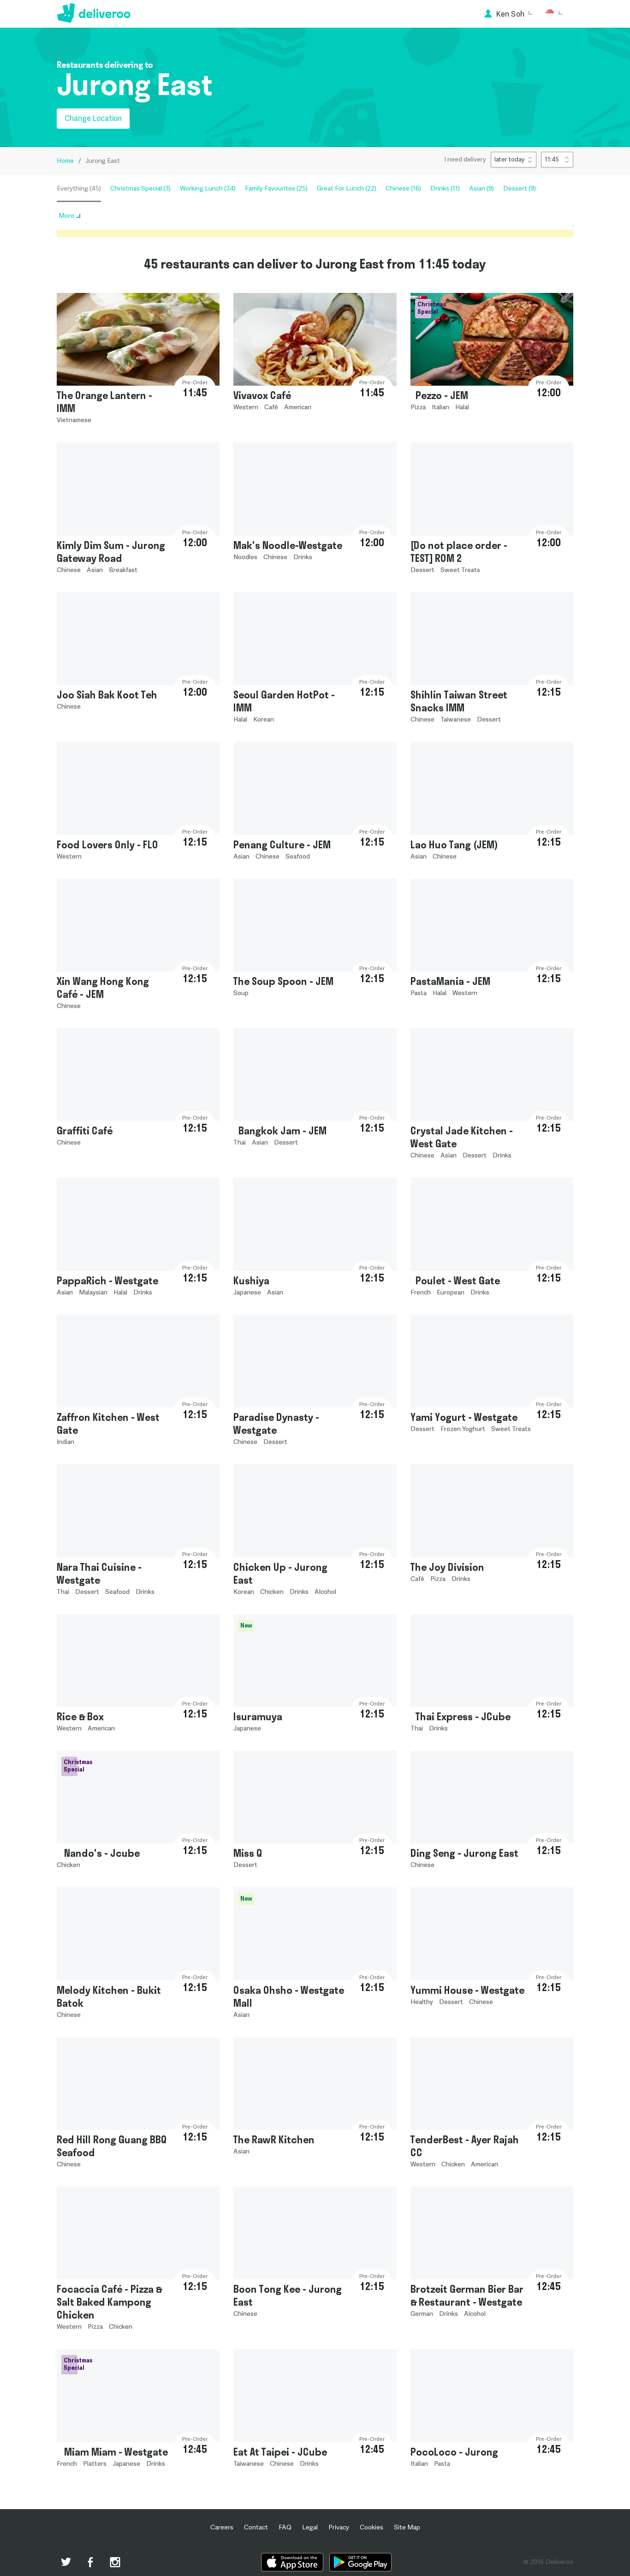 deliveroo
Ken Soh
Restaurants delivering to
Jurong East
Change Location
Home / Jurong East
I need delivery later today 11:45
Everything (45) Christmas Special (3) Working Lunch (34) Family Favourites (25) Great For Lunch (22) Chinese (16) Drinks (11) Asian (9) Dessert (9)
More
45 restaurants can deliver to Jurong East from 11:45 today
Pre-Order
11:45
The Orange Lantern - IMM
Vietnamese
Pre-Order
11:45
Vivavox Café
Western Café American
Christmas Special
Pre-Order
12:00
Pezzo - JEM
Pizza Italian Halal
Pre-Order
12:00
Kimly Dim Sum - Jurong Gateway Road
Chinese Asian Breakfast
Pre-Order
12:00
Mak's Noodle-Westgate
Noodles Chinese Drinks
Pre-Order
12:00
[Do not place order - TEST] ROM 2
Dessert Sweet Treats
Pre-Order
12:00
Joo Siah Bak Koot Teh
Chinese
Pre-Order
12:15
Seoul Garden HotPot - IMM
Halal Korean
Pre-Order
12:15
Shihlin Taiwan Street Snacks IMM
Chinese Taiwanese Dessert
Pre-Order
12:15
Food Lovers Only - FLO
Western
Pre-Order
12:15
Penang Culture - JEM
Asian Chinese Seafood
Pre-Order
12:15
Lao Huo Tang (JEM)
Asian Chinese
Pre-Order
12:15
Xin Wang Hong Kong Café - JEM
Chinese
Pre-Order
12:15
The Soup Spoon - JEM
Soup
Pre-Order
12:15
PastaMania - JEM
Pasta Halal Western
Pre-Order
12:15
Graffiti Café
Chinese
Pre-Order
12:15
Bangkok Jam - JEM
Thai Asian Dessert
Pre-Order
12:15
Crystal Jade Kitchen - West Gate
Chinese Asian Dessert Drinks
Pre-Order
12:15
PappaRich - Westgate
Asian Malaysian Halal Drinks
Pre-Order
12:15
Kushiya
Japanese Asian
Pre-Order
12:15
Poulet - West Gate
French European Drinks
Pre-Order
12:15
Zaffron Kitchen - West Gate
Indian
Pre-Order
12:15
Paradise Dynasty - Westgate
Chinese Dessert
Pre-Order
12:15
Yami Yogurt - Westgate
Dessert Frozen Yoghurt Sweet Treats
Pre-Order
12:15
Nara Thai Cuisine - Westgate
Thai Dessert Seafood Drinks
Pre-Order
12:15
Chicken Up - Jurong East
Korean Chicken Drinks Alcohol
Pre-Order
12:15
The Joy Division
Café Pizza Drinks
Pre-Order
12:15
Rice & Box
Western American
New
Pre-Order
12:15
Isuramuya
Japanese
Pre-Order
12:15
Thai Express - JCube
Thai Drinks
Christmas Special
Pre-Order
12:15
Nando's - Jcube
Chicken
Pre-Order
12:15
Miss Q
Dessert
Pre-Order
12:15
Ding Seng - Jurong East
Chinese
Pre-Order
12:15
Melody Kitchen - Bukit Batok
Chinese
New
Pre-Order
12:15
Osaka Ohsho - Westgate Mall
Asian
Pre-Order
12:15
Yummi House - Westgate
Healthy Dessert Chinese
Pre-Order
12:15
Red Hill Rong Guang BBQ Seafood
Chinese
Pre-Order
12:15
The RawR Kitchen
Asian
Pre-Order
12:15
TenderBest - Ayer Rajah CC
Western Chicken American
Pre-Order
12:15
Focaccia Café - Pizza & Salt Baked Kampong Chicken
Western Pizza Chicken
Pre-Order
12:15
Boon Tong Kee - Jurong East
Chinese
Pre-Order
12:45
Brotzeit German Bier Bar & Restaurant - Westgate
German Drinks Alcohol
Christmas Special
Pre-Order
12:45
Miam Miam - Westgate
French Platters Japanese Drinks
Pre-Order
12:45
Eat At Taipei - JCube
Taiwanese Chinese Drinks
Pre-Order
12:45
PocoLoco - Jurong
Italian Pasta
Careers Contact FAQ Legal Privacy Cookies Site Map
Download on the App Store
GET IT ON Google Play
© 2016 Deliveroo